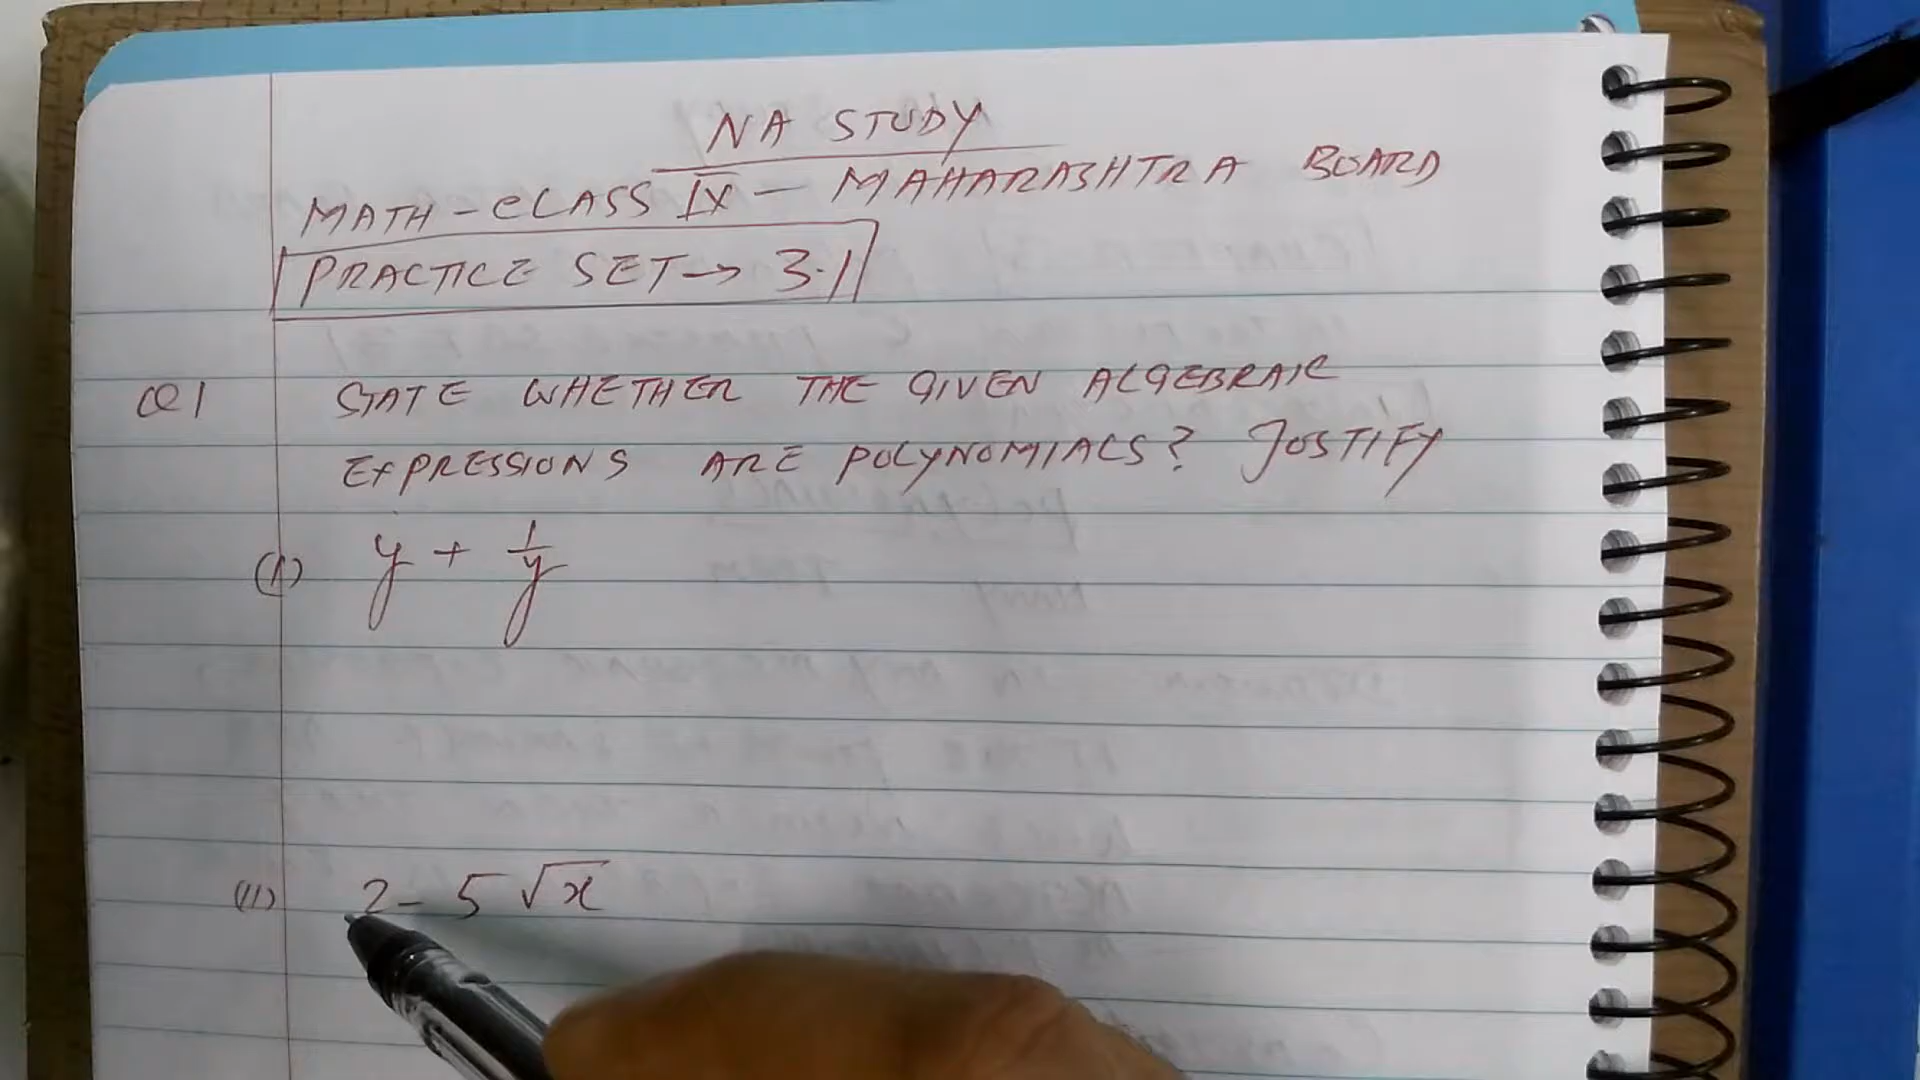 NA STUDY
MATH - CLASS IX - MAHARASHTRA BOARD
PRACTICE SET → 3.1
Q1 STATE WHETHER THE GIVEN ALGEBRAIC
EXPRESSIONS ARE POLYNOMIALS? JUSTIFY
(i) y + 1/y
(ii) 2 - 5 √x